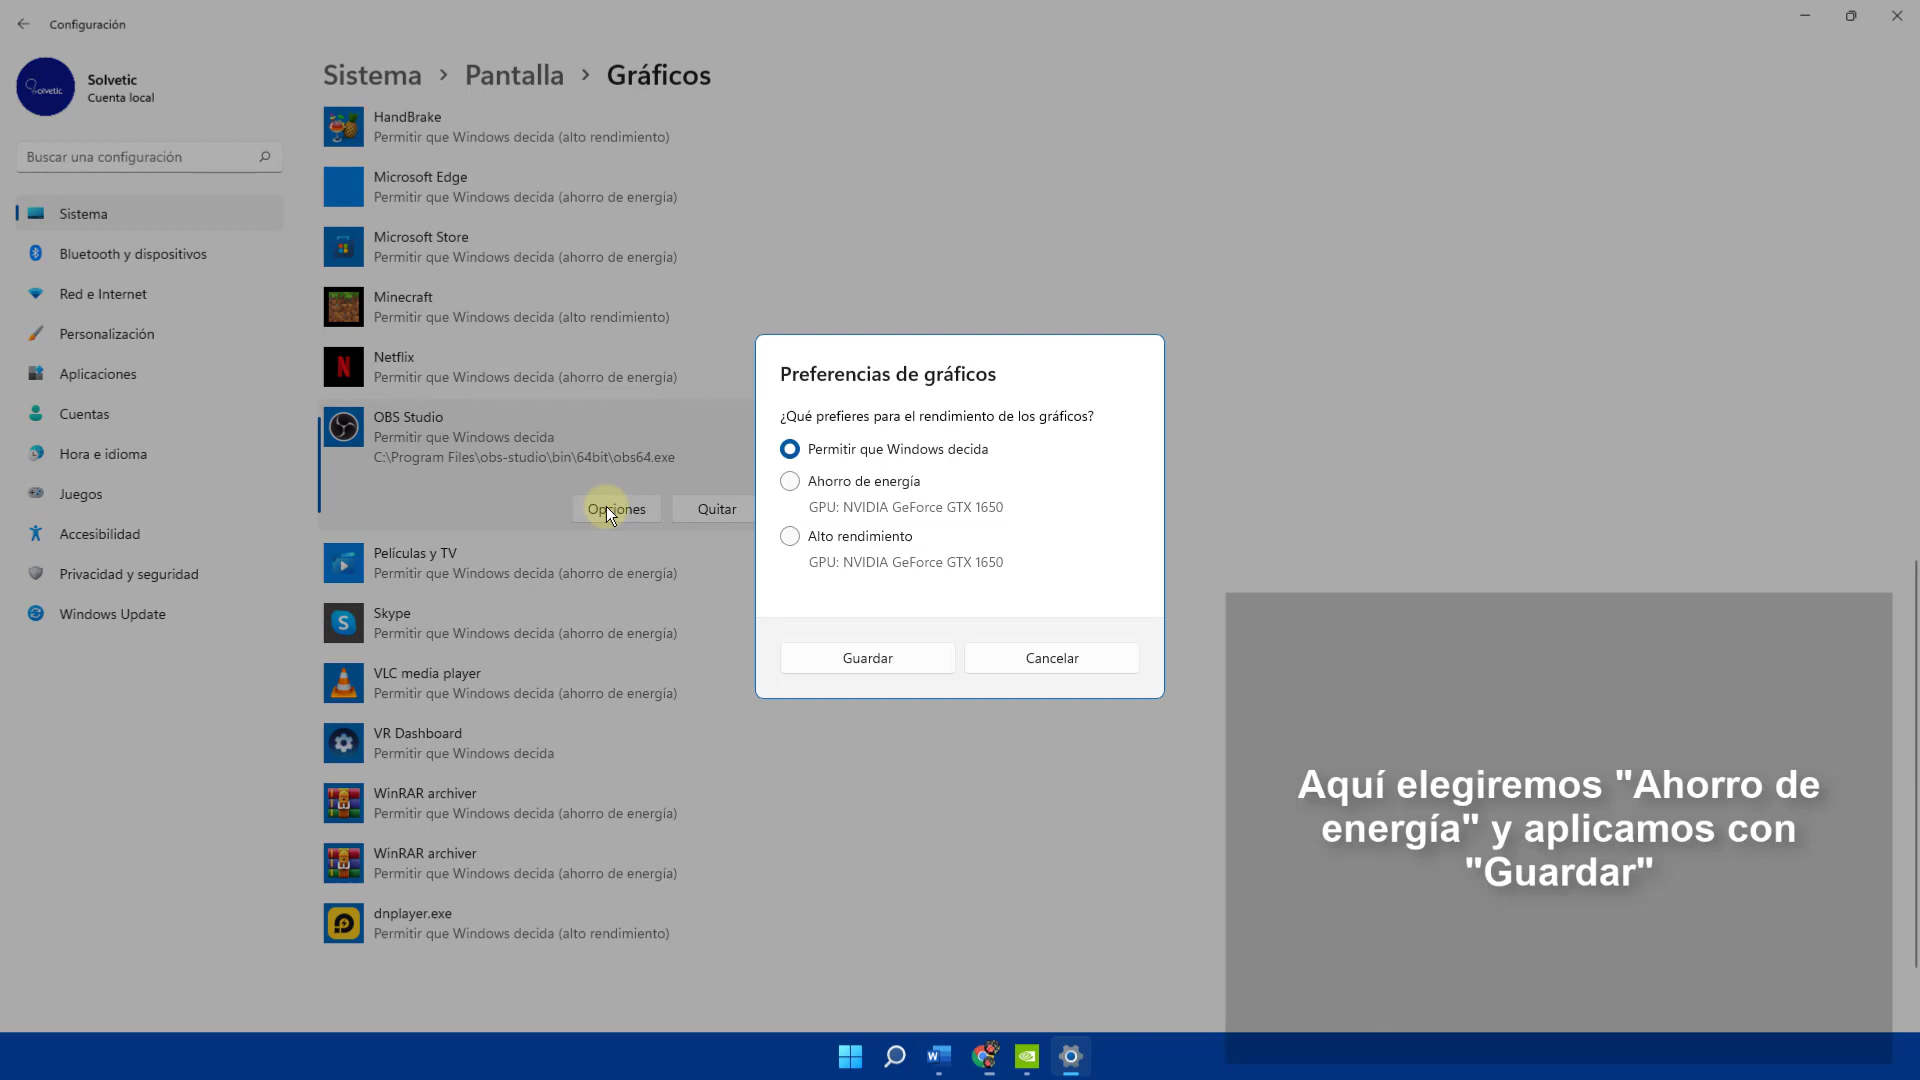 Configuración
Solvetic
Solvetic
Cuenta local
Buscar una configuración
Sistema
Bluetooth y dispositivos
Red e Internet
Personalización
Aplicaciones
Cuentas
Hora e idioma
Juegos
Accesibilidad
Privacidad y seguridad
Windows Update
Sistema > Pantalla > Gráficos
HandBrake
Permitir que Windows decida (alto rendimiento)
Microsoft Edge
Permitir que Windows decida (ahorro de energía)
Microsoft Store
Permitir que Windows decida (ahorro de energía)
Minecraft
Permitir que Windows decida (alto rendimiento)
N
Netflix
Permitir que Windows decida (ahorro de energía)
OBS Studio
Permitir que Windows decida
C:\Program Files\obs-studio\bin\64bit\obs64.exe
Opciones
Quitar
Películas y TV
Permitir que Windows decida (ahorro de energía)
S
Skype
Permitir que Windows decida (ahorro de energía)
VLC media player
Permitir que Windows decida (ahorro de energía)
VR Dashboard
Permitir que Windows decida
WinRAR archiver
Permitir que Windows decida (ahorro de energía)
WinRAR archiver
Permitir que Windows decida (ahorro de energía)
dnplayer.exe
Permitir que Windows decida (alto rendimiento)
Preferencias de gráficos
¿Qué prefieres para el rendimiento de los gráficos?
Permitir que Windows decida
Ahorro de energía
GPU: NVIDIA GeForce GTX 1650
Alto rendimiento
GPU: NVIDIA GeForce GTX 1650
Guardar
Cancelar
Aquí elegiremos "Ahorro de
energía" y aplicamos con
"Guardar"
W